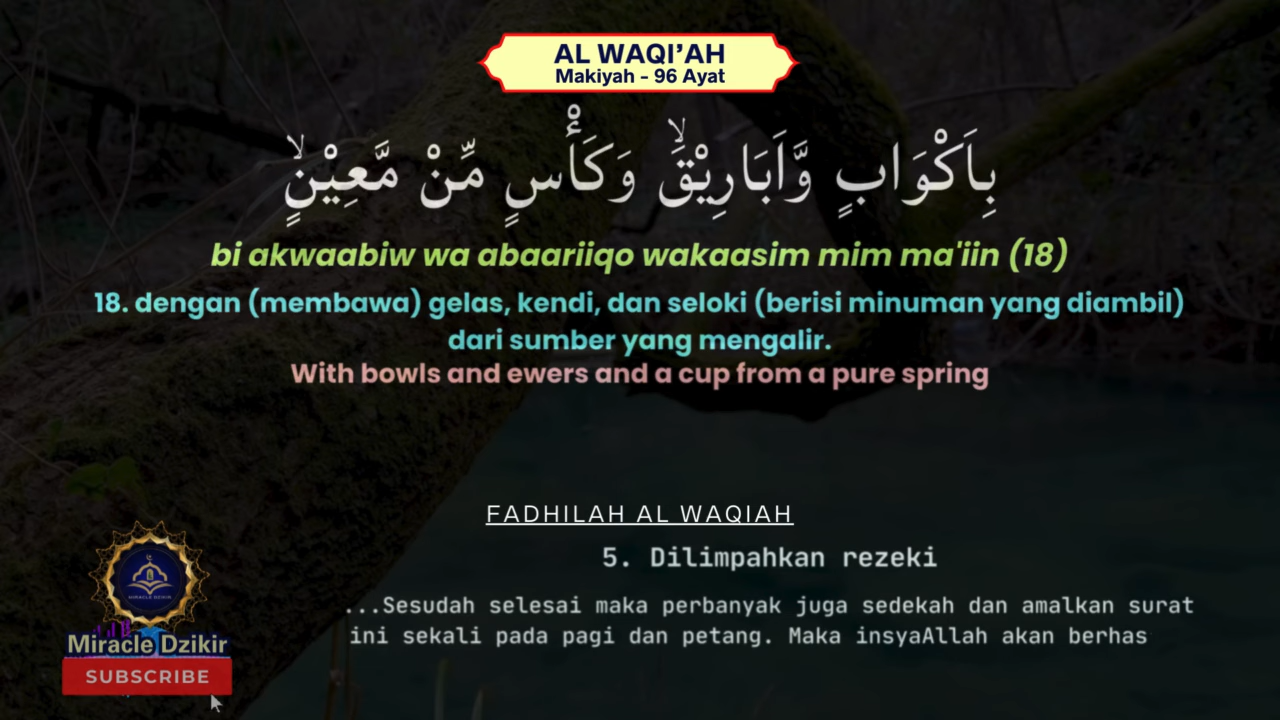 AL WAQI’AH
Makiyah - 96 Ayat
بِاَكْوَابٍ وَّاَبَارِيْقَۙ وَكَأْسٍ مِّنْ مَّعِيْنٍۙ
bi akwaabiw wa abaariiqo wakaasim mim ma'iin (18)
18. dengan (membawa) gelas, kendi, dan seloki (berisi minuman yang diambil)
dari sumber yang mengalir.
With bowls and ewers and a cup from a pure spring
FADHILAH AL WAQIAH
5. Dilimpahkan rezeki
...Sesudah selesai maka perbanyak juga sedekah dan amalkan surat
ini sekali pada pagi dan petang. Maka insyaAllah akan berhas
MIRACLE DZIKIR
Miracle Dzikir
SUBSCRIBE